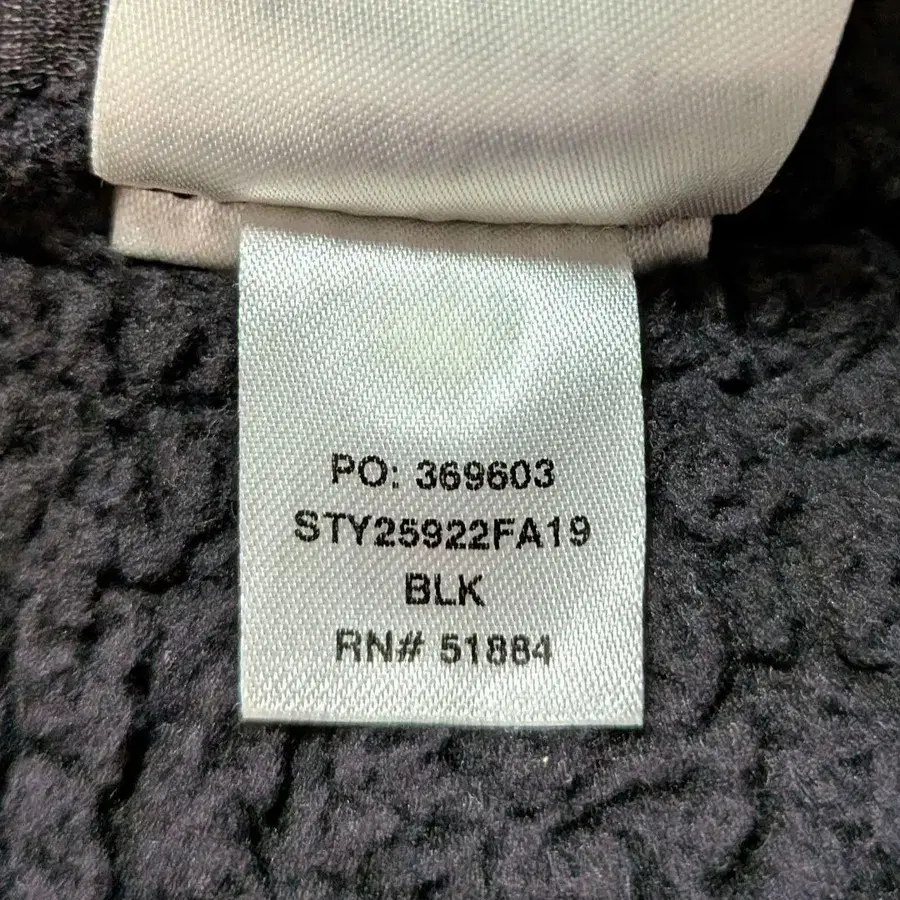 PO: 369603
STY25922FA19
BLK
RN# 51884